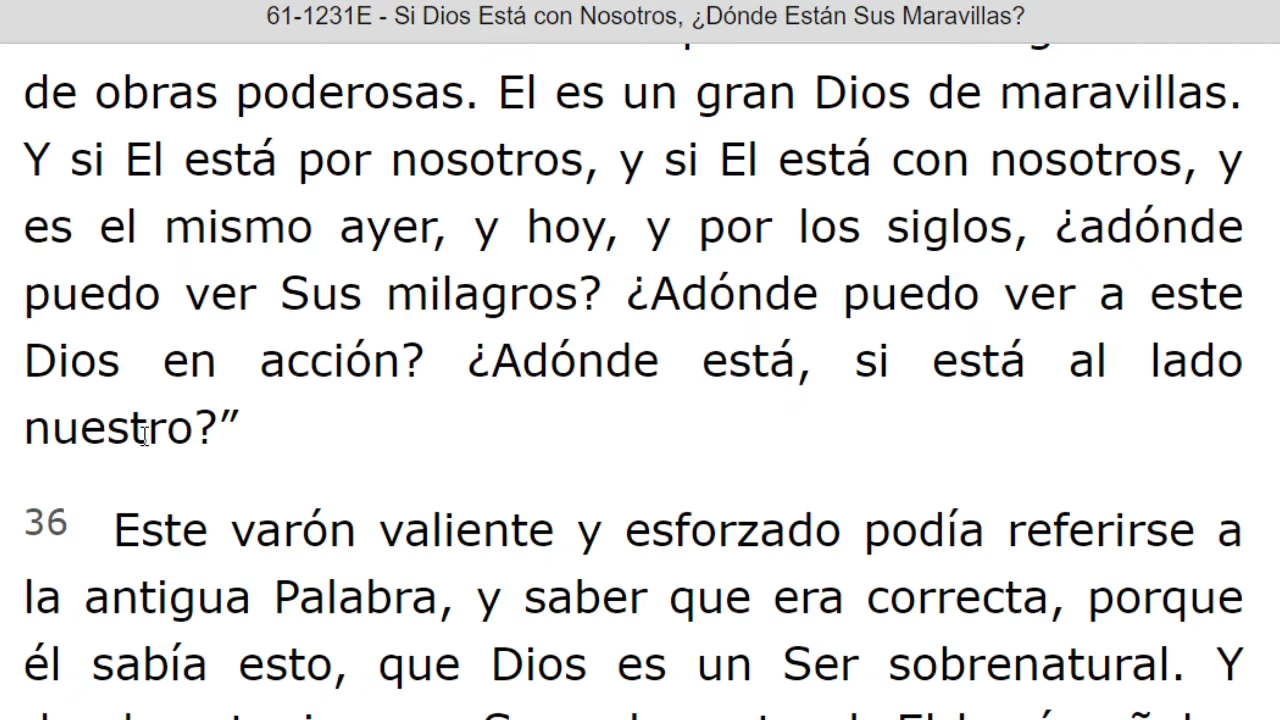 61-1231E - Si Dios Está con Nosotros, ¿Dónde Están Sus Maravillas?
de obras poderosas. El es un gran Dios de maravillas.
Y si El está por nosotros, y si El está con nosotros, y
es el mismo ayer, y hoy, y por los siglos, ¿adónde
puedo ver Sus milagros? ¿Adónde puedo ver a este
Dios en acción? ¿Adónde está, si está al lado
nuestro?”
36 Este varón valiente y esforzado podía referirse a
la antigua Palabra, y saber que era correcta, porque
él sabía esto, que Dios es un Ser sobrenatural. Y